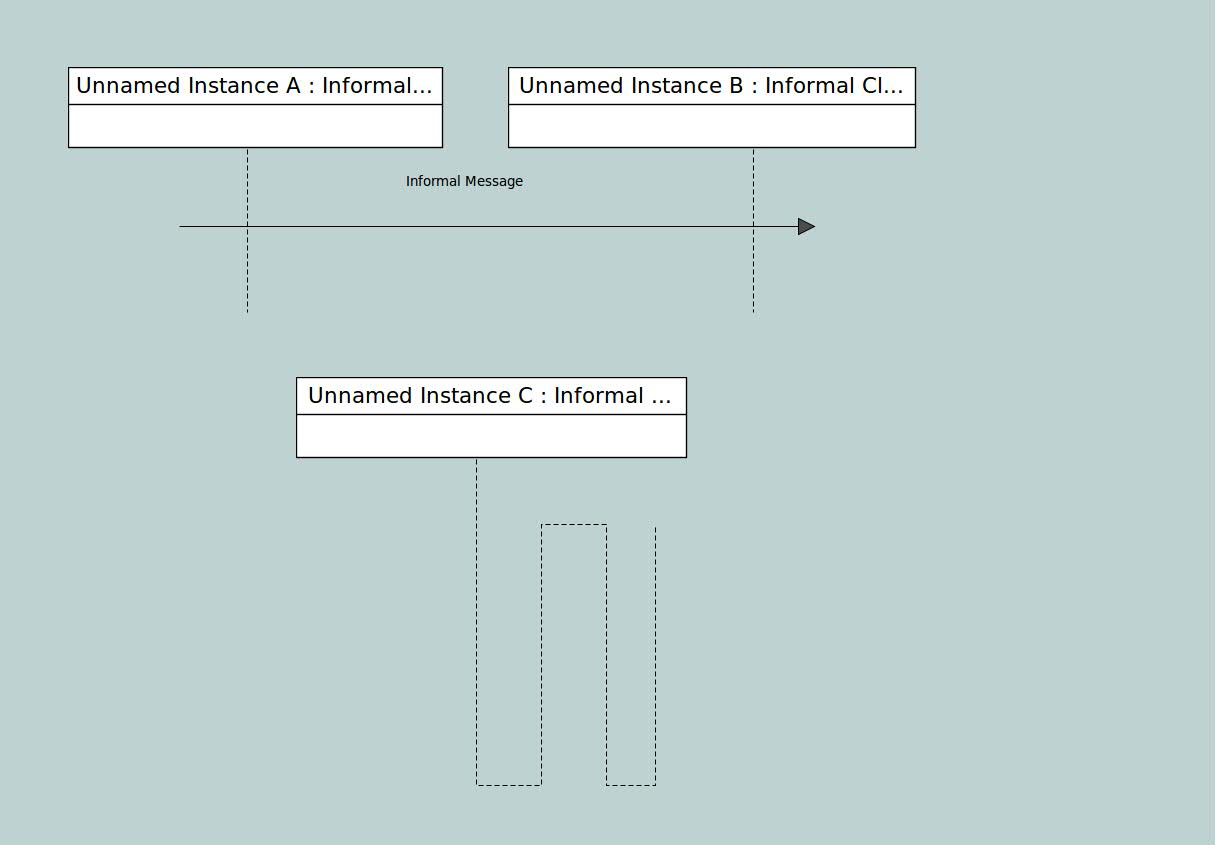 Unnamed Instance A : Informal...
Unnamed Instance B : Informal Cl...
Informal Message
Unnamed Instance C : Informal ...